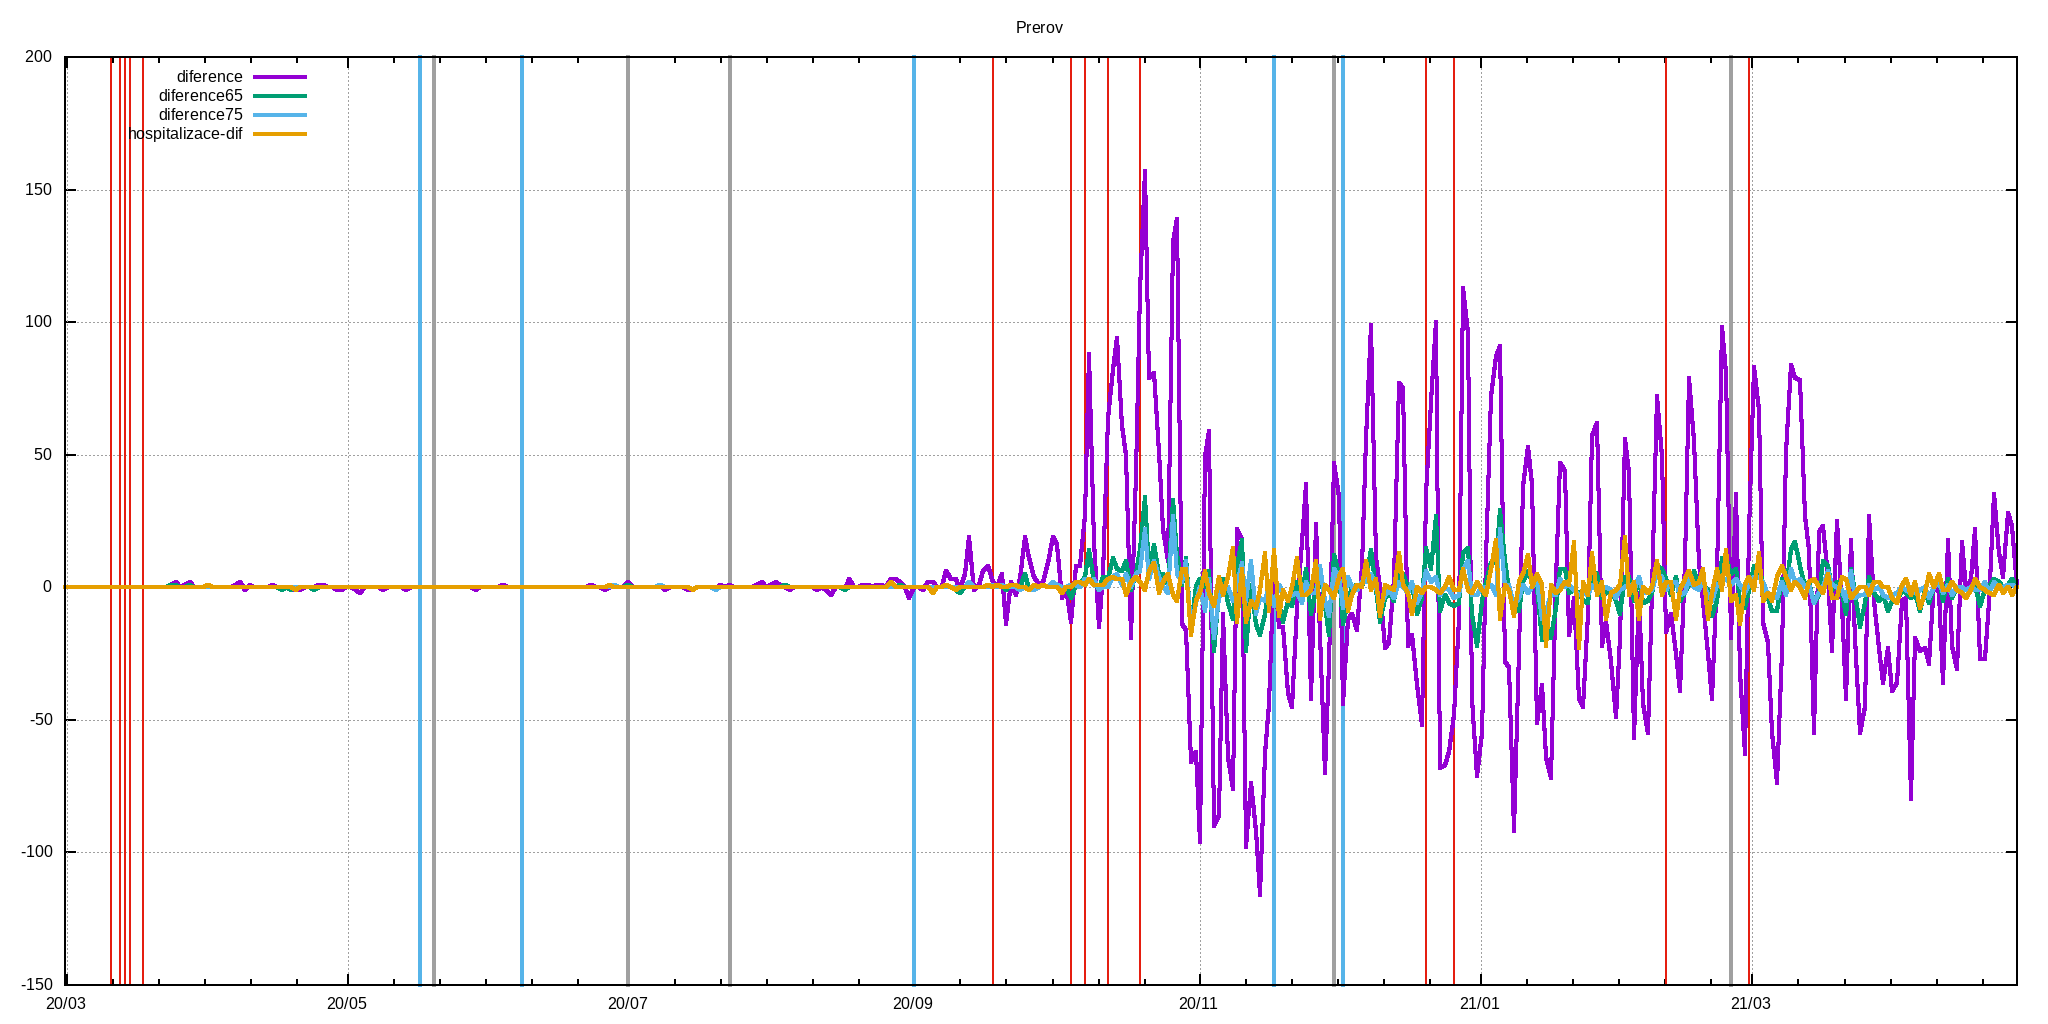 Prerov
200
150
100
50
0
-50
-100
-150
diference
diference65
diference75
hospitalizace-dif
20/03 20/05 20/07 20/09 20/11 21/01 21/03